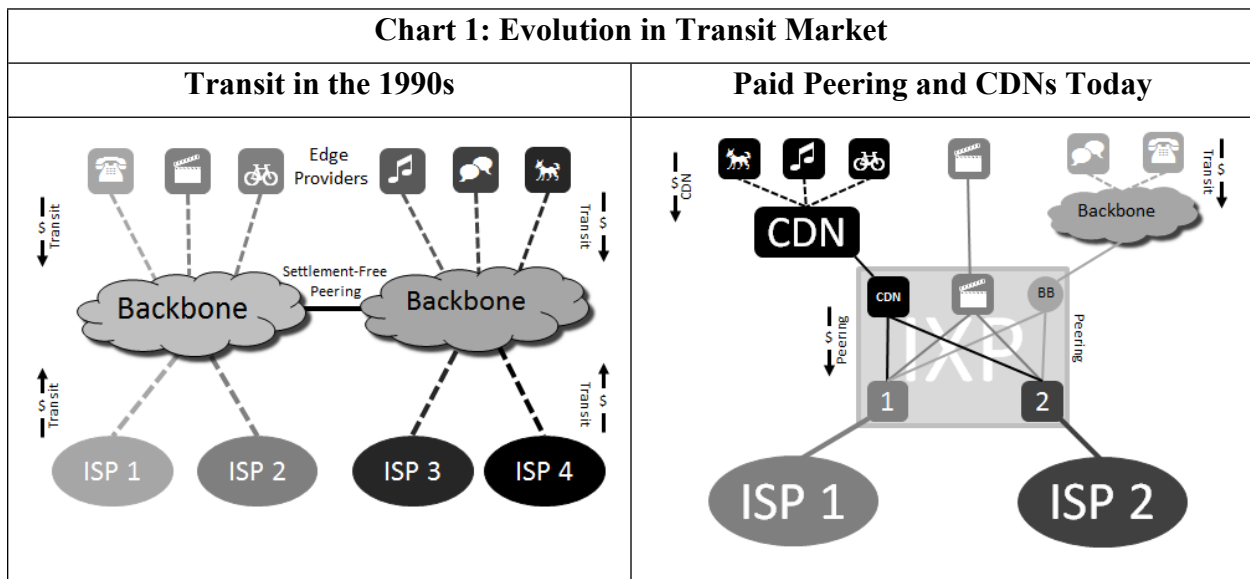 Chart 1: Evolution in Transit Market
Transit in the 1990s
Paid Peering and CDNs Today
Edge
Providers
$
Transit
$
Transit
Settlement-Free
Peering
Backbone
Backbone
$
Transit
$
Transit
ISP 1
ISP 2
ISP 3
ISP 4
$
CDN
$
Transit
CDN
Backbone
CDN
BB
IXP
$
Peering
Peering
1
2
ISP 1
ISP 2